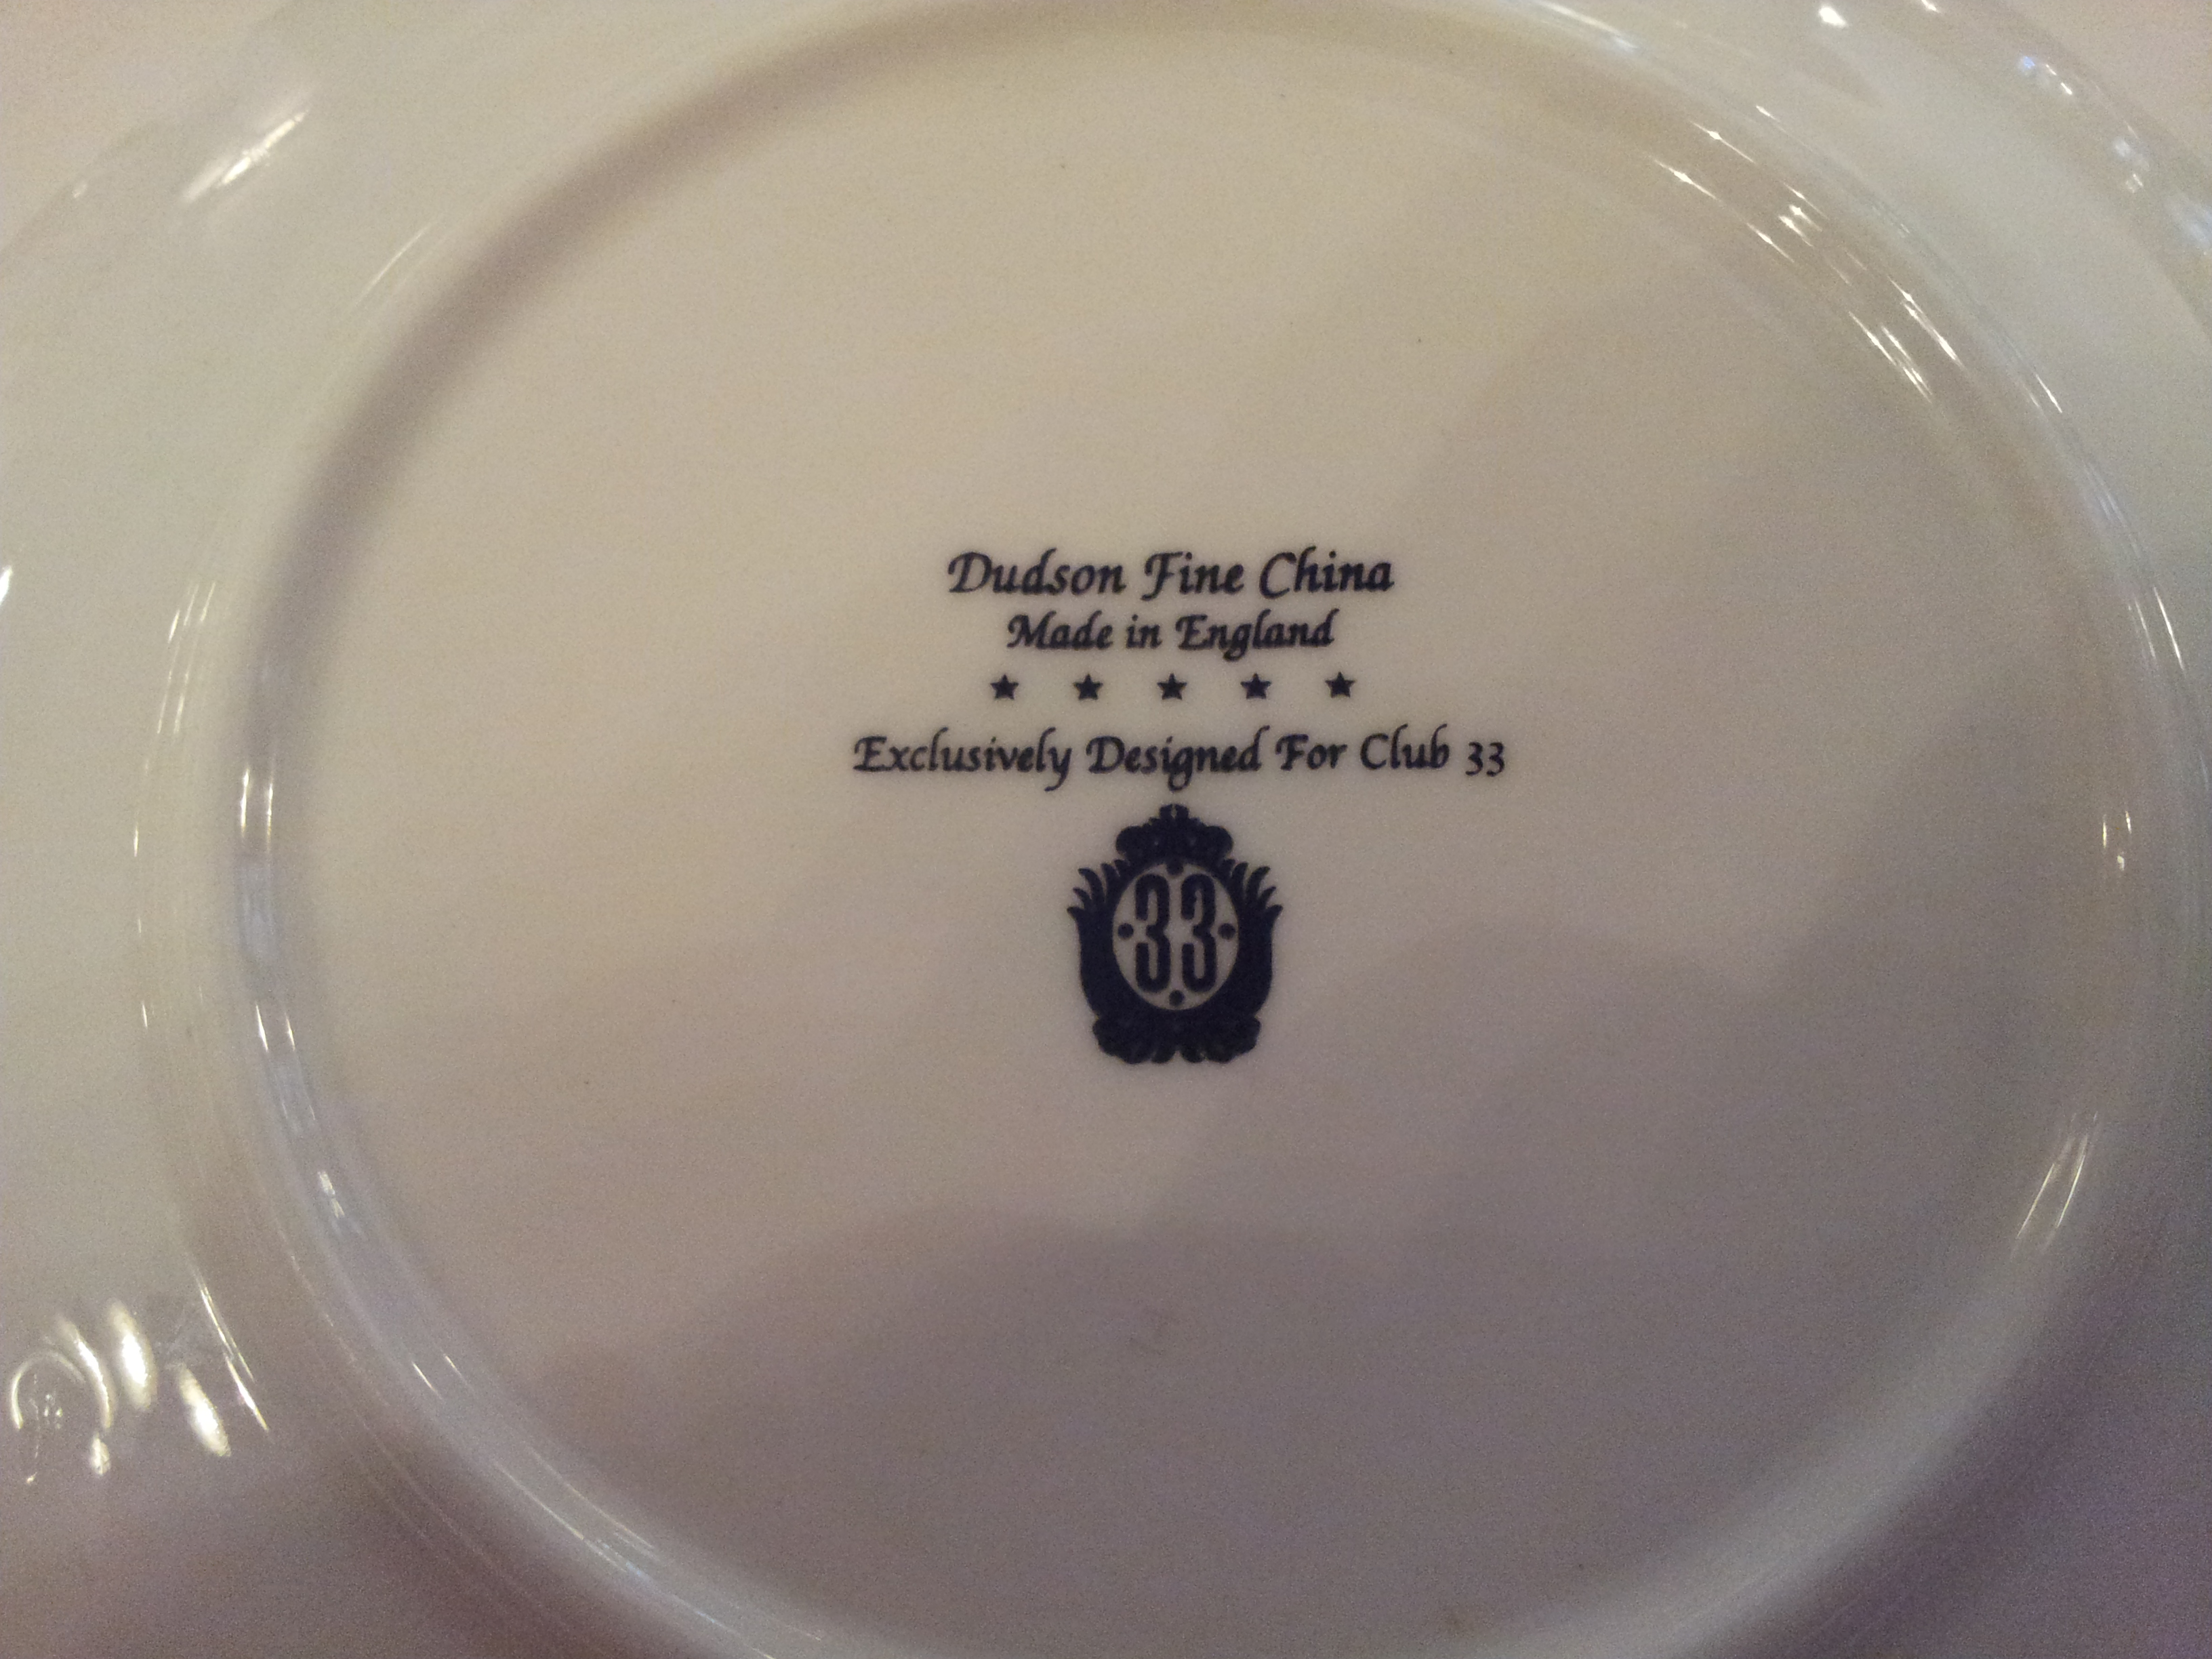 Dudson Fine China
Made in England
★ ★ ★ ★ ★
Exclusively Designed For Club 33
33